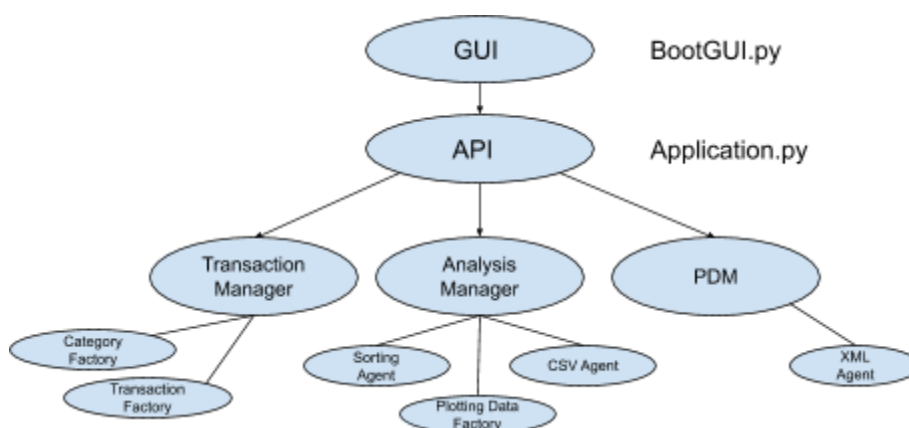 GUI
BootGUI.py
API
Application.py
Transaction
Manager
Analysis
Manager
PDM
Category
Factory
Transaction
Factory
Sorting
Agent
Plotting Data
Factory
CSV Agent
XML
Agent